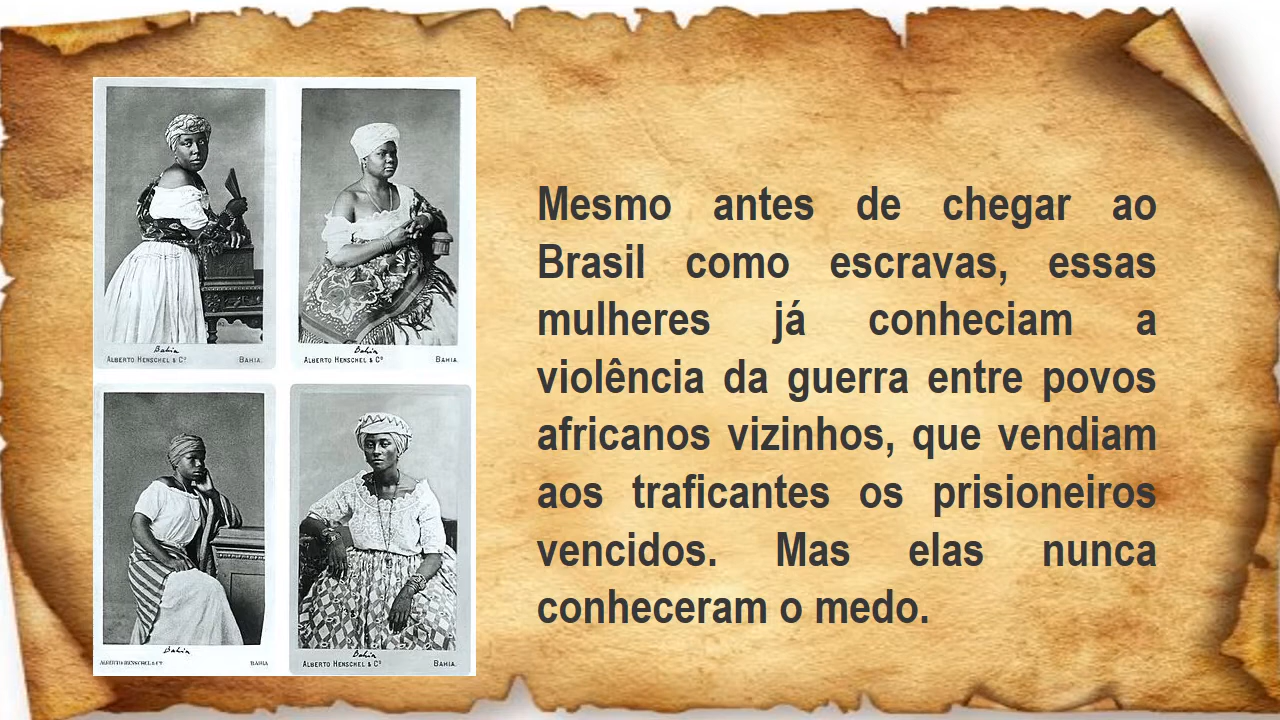 Bahia
ALBERTO HENSCHEL & Cº BAHIA.
Bahia
ALBERTO HENSCHEL & Cº BAHIA.
Bahia
ALBERTO HENSCHEL & Cº BAHIA
Bahia
ALBERTO HENSCHEL & Cº BAHIA.
Mesmo antes de chegar ao
Brasil como escravas, essas
mulheres já conheciam a
violência da guerra entre povos
africanos vizinhos, que vendiam
aos traficantes os prisioneiros
vencidos. Mas elas nunca
conheceram o medo.